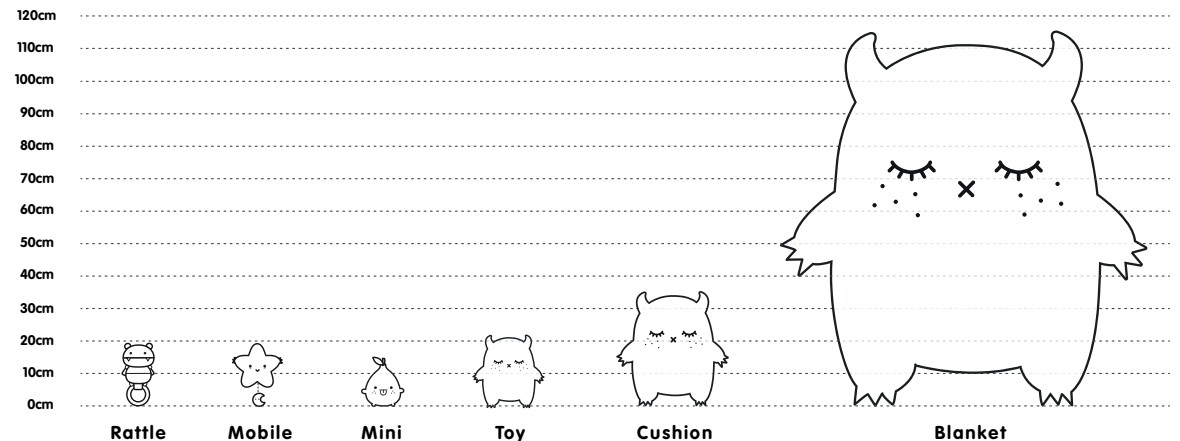 120cm
110cm
100cm
90cm
80cm
70cm
60cm
50cm
40cm
30cm
20cm
10cm
0cm
Rattle Mobile Mini Toy Cushion Blanket